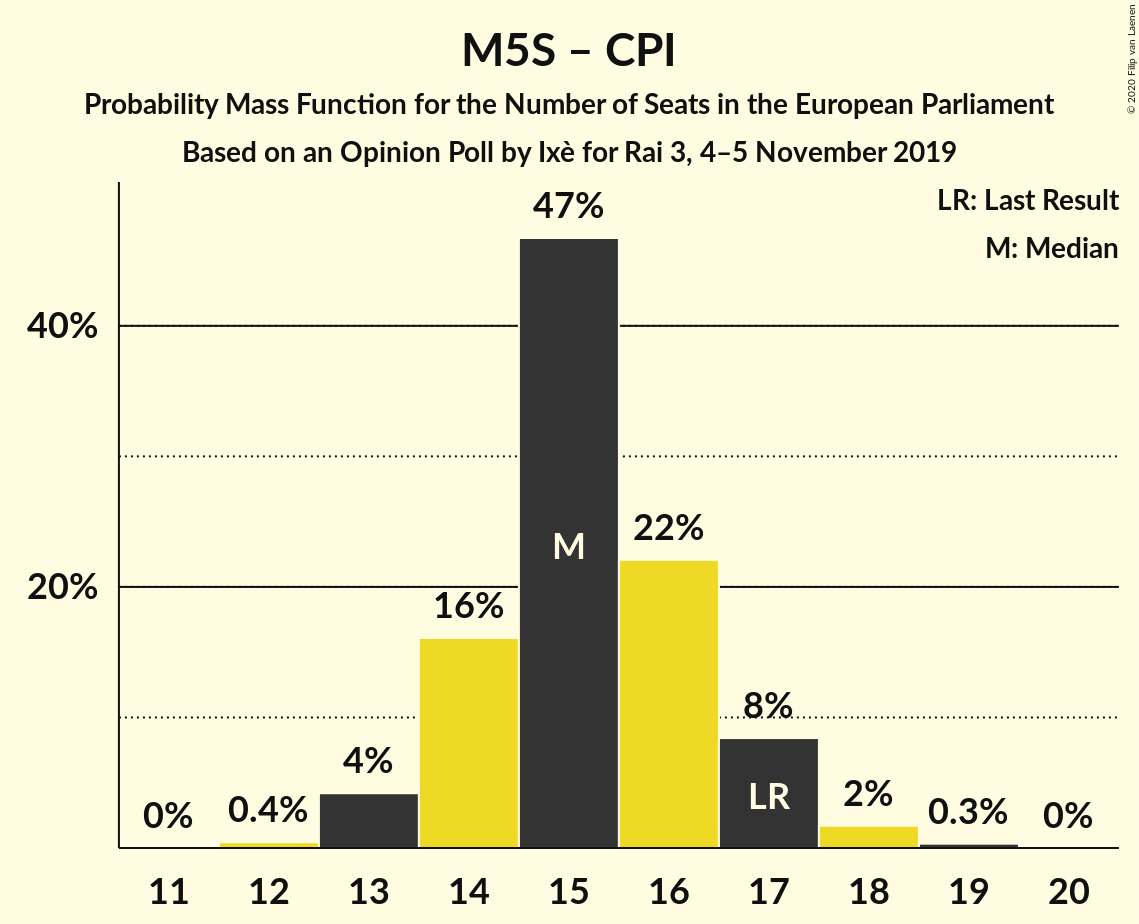 M5S – CPI
Probability Mass Function for the Number of Seats in the European Parliament
Based on an Opinion Poll by Ixè for Rai 3, 4–5 November 2019
© 2020 Filip van Laenen
LR: Last Result
M: Median
40%
20%
0%
0.4%
4%
16%
47%
22%
8%
2%
0.3%
0%
M
LR
11 12 13 14 15 16 17 18 19 20